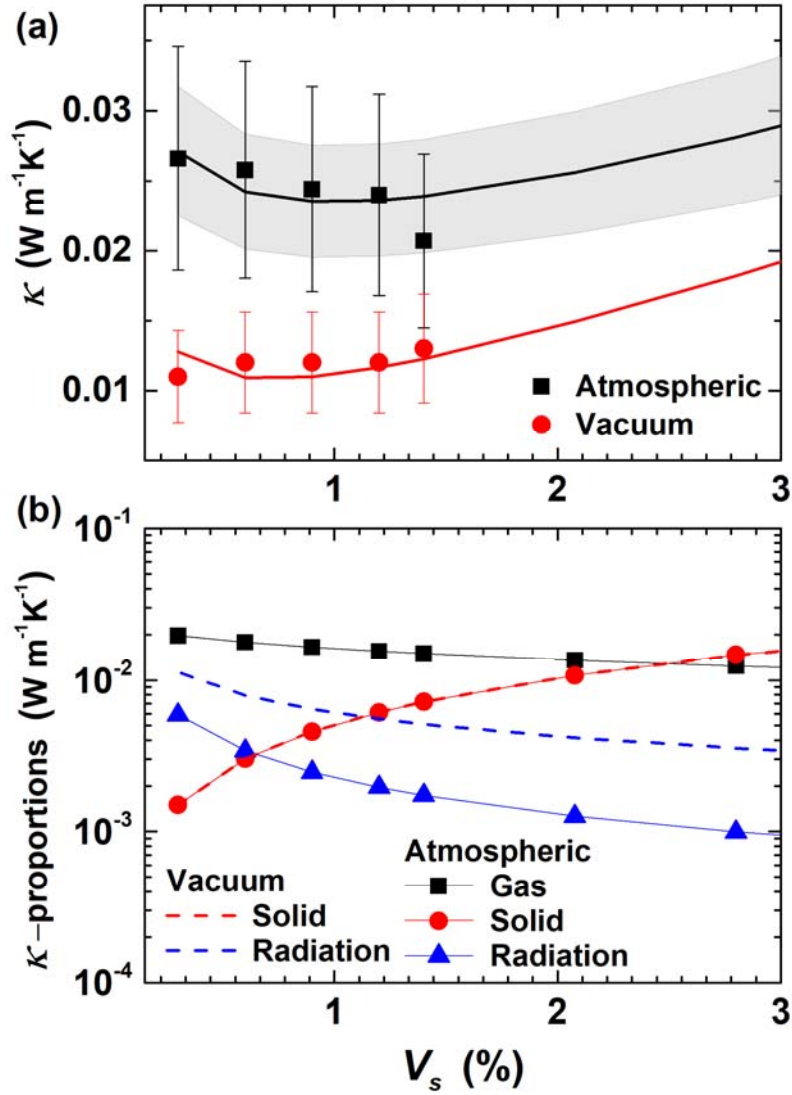 (a)
0.03
0.02
0.01
κ (W m-1K-1)
Atmospheric
Vacuum
1 2 3
(b)
10-1
10-2
10-3
10-4
κ−proportions (W m-1K-1)
Vacuum
Solid
Radiation
Atmospheric
Gas
Solid
Radiation
1 2 3
Vs (%)